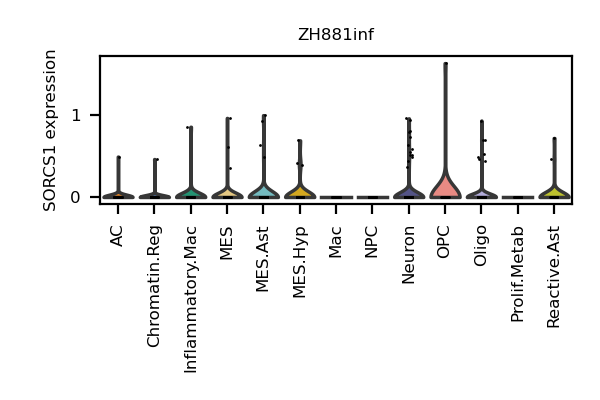 ZH881inf
SORCS1 expression
1
0
AC
Chromatin.Reg
Inflammatory.Mac
MES
MES.Ast
MES.Hyp
Mac
NPC
Neuron
OPC
Oligo
Prolif.Metab
Reactive.Ast